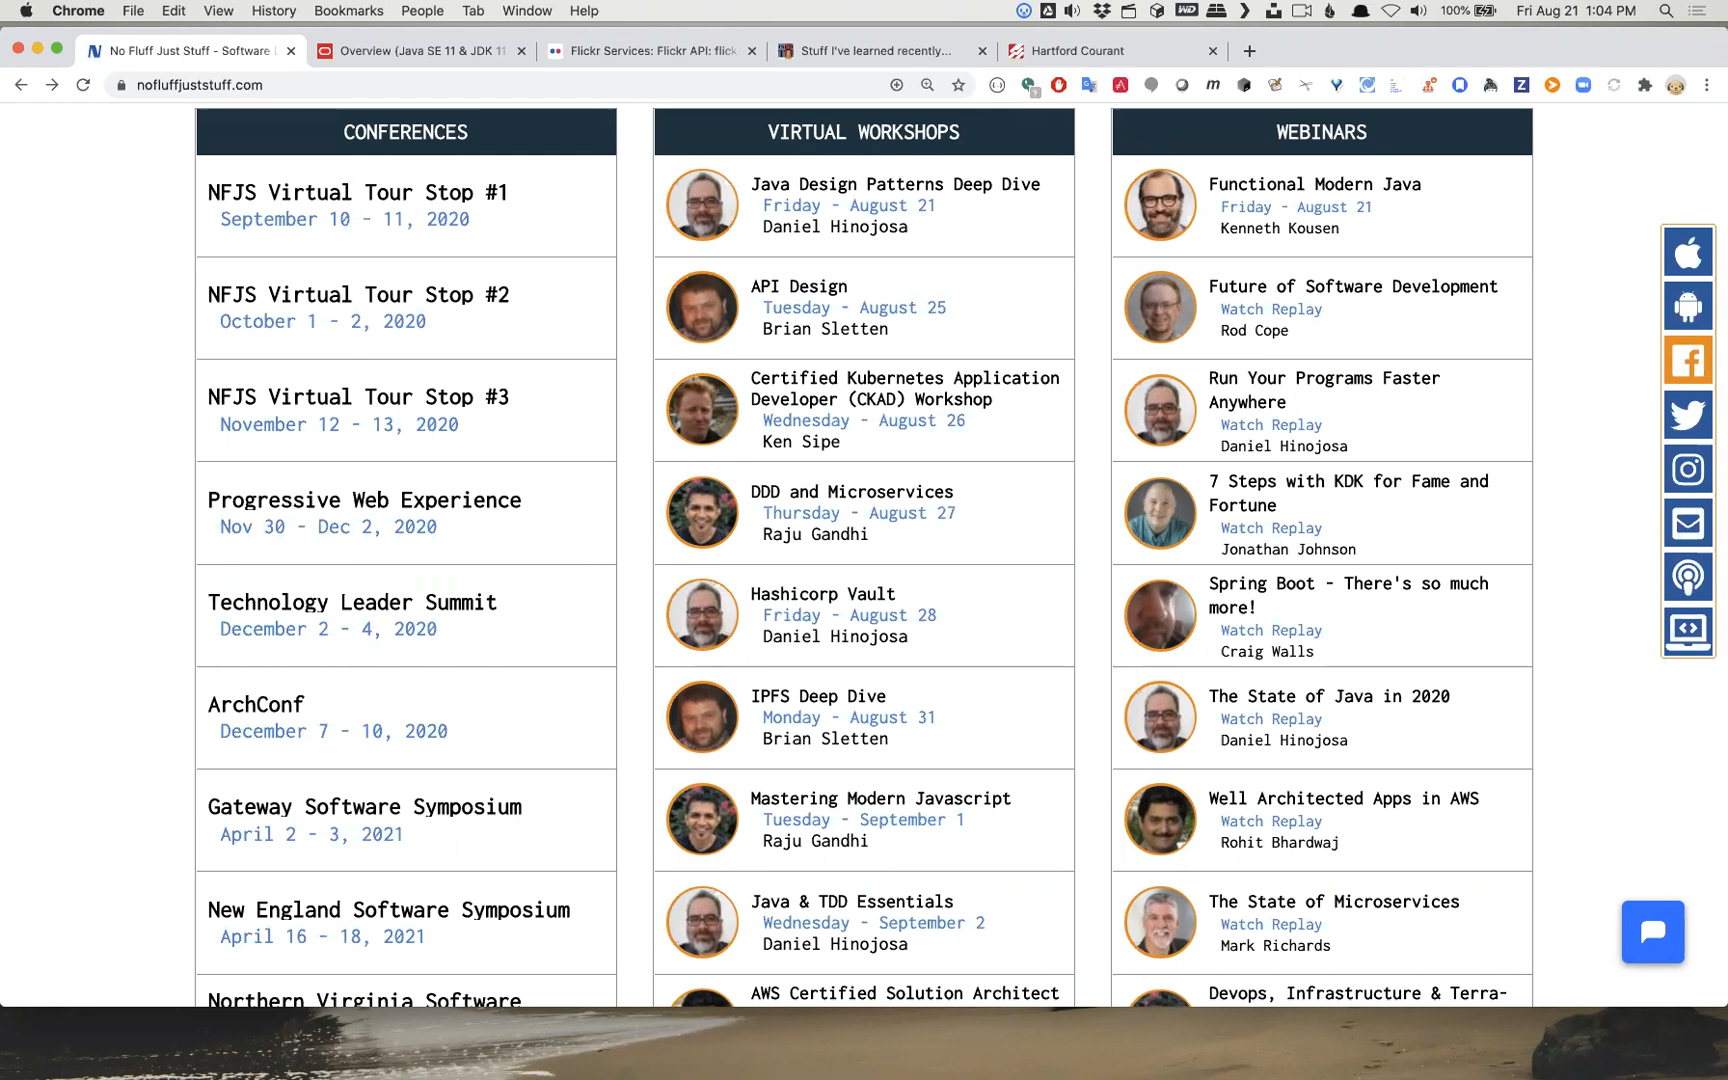 Chrome File Edit View History Bookmarks People Tab Window Help
100% Fri Aug 21 1:04 PM
No Fluff Just Stuff - Software
Overview (Java SE 11 & JDK 11
Flickr Services: Flickr API: flick
Stuff I've learned recently...
Hartford Courant
nofluffjuststuff.com
CONFERENCES
NFJS Virtual Tour Stop #1
September 10 - 11, 2020
NFJS Virtual Tour Stop #2
October 1 - 2, 2020
NFJS Virtual Tour Stop #3
November 12 - 13, 2020
Progressive Web Experience
Nov 30 - Dec 2, 2020
Technology Leader Summit
December 2 - 4, 2020
ArchConf
December 7 - 10, 2020
Gateway Software Symposium
April 2 - 3, 2021
New England Software Symposium
April 16 - 18, 2021
Northern Virginia Software
VIRTUAL WORKSHOPS
Java Design Patterns Deep Dive
Friday - August 21
Daniel Hinojosa
API Design
Tuesday - August 25
Brian Sletten
Certified Kubernetes Application
Developer (CKAD) Workshop
Wednesday - August 26
Ken Sipe
DDD and Microservices
Thursday - August 27
Raju Gandhi
Hashicorp Vault
Friday - August 28
Daniel Hinojosa
IPFS Deep Dive
Monday - August 31
Brian Sletten
Mastering Modern Javascript
Tuesday - September 1
Raju Gandhi
Java & TDD Essentials
Wednesday - September 2
Daniel Hinojosa
AWS Certified Solution Architect
WEBINARS
Functional Modern Java
Friday - August 21
Kenneth Kousen
Future of Software Development
Watch Replay
Rod Cope
Run Your Programs Faster
Anywhere
Watch Replay
Daniel Hinojosa
7 Steps with KDK for Fame and
Fortune
Watch Replay
Jonathan Johnson
Spring Boot - There's so much
more!
Watch Replay
Craig Walls
The State of Java in 2020
Watch Replay
Daniel Hinojosa
Well Architected Apps in AWS
Watch Replay
Rohit Bhardwaj
The State of Microservices
Watch Replay
Mark Richards
Devops, Infrastructure & Terra-